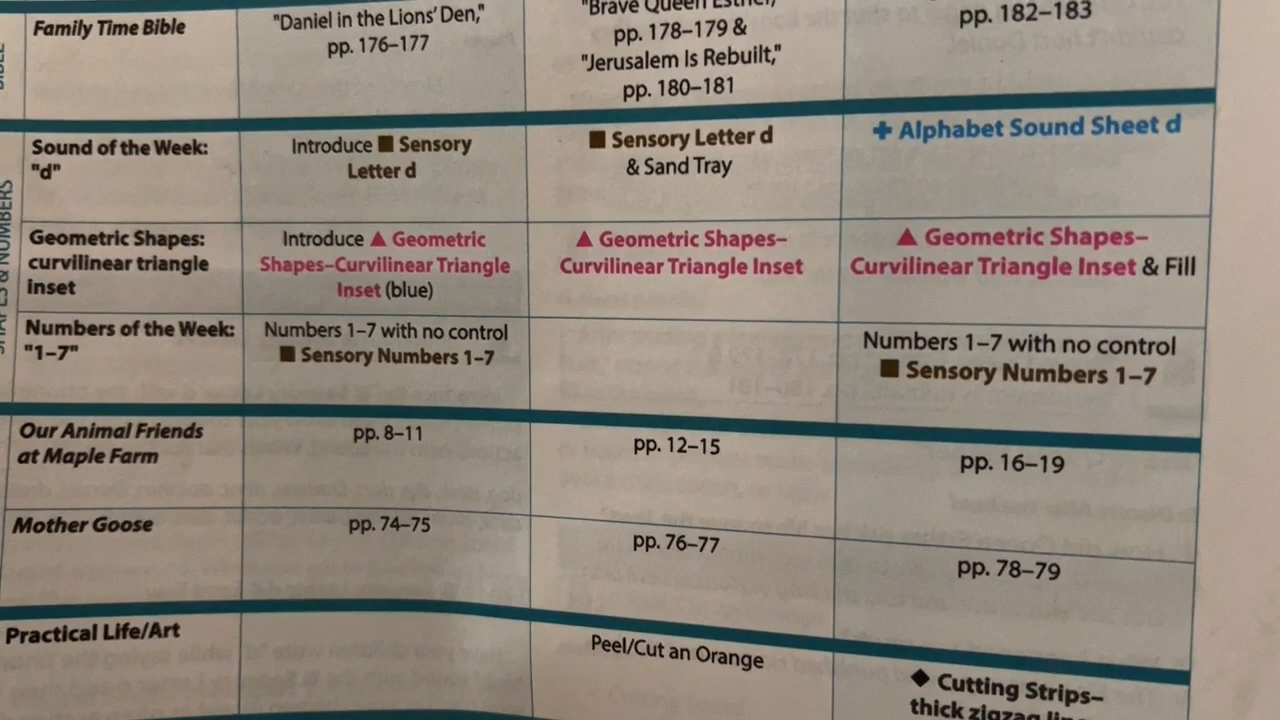 Family Time Bible
"Daniel in the Lions' Den,"
pp. 176–177
"Brave Queen Esther,"
pp. 178–179 &
"Jerusalem Is Rebuilt,"
pp. 180–181
pp. 182–183
Sound of the Week:
"d"
Introduce ■ Sensory
Letter d
■ Sensory Letter d
& Sand Tray
✚ Alphabet Sound Sheet d
Geometric Shapes:
curvilinear triangle
inset
Introduce ▲ Geometric
Shapes–Curvilinear Triangle
Inset (blue)
▲ Geometric Shapes–
Curvilinear Triangle Inset
▲ Geometric Shapes–
Curvilinear Triangle Inset & Fill
Numbers of the Week:
"1–7"
Numbers 1–7 with no control
■ Sensory Numbers 1–7
Numbers 1–7 with no control
■ Sensory Numbers 1–7
Our Animal Friends
at Maple Farm
pp. 8–11
pp. 12–15
pp. 16–19
Mother Goose
pp. 74–75
pp. 76–77
pp. 78–79
Practical Life/Art
Peel/Cut an Orange
◆ Cutting Strips–
thick zigzag